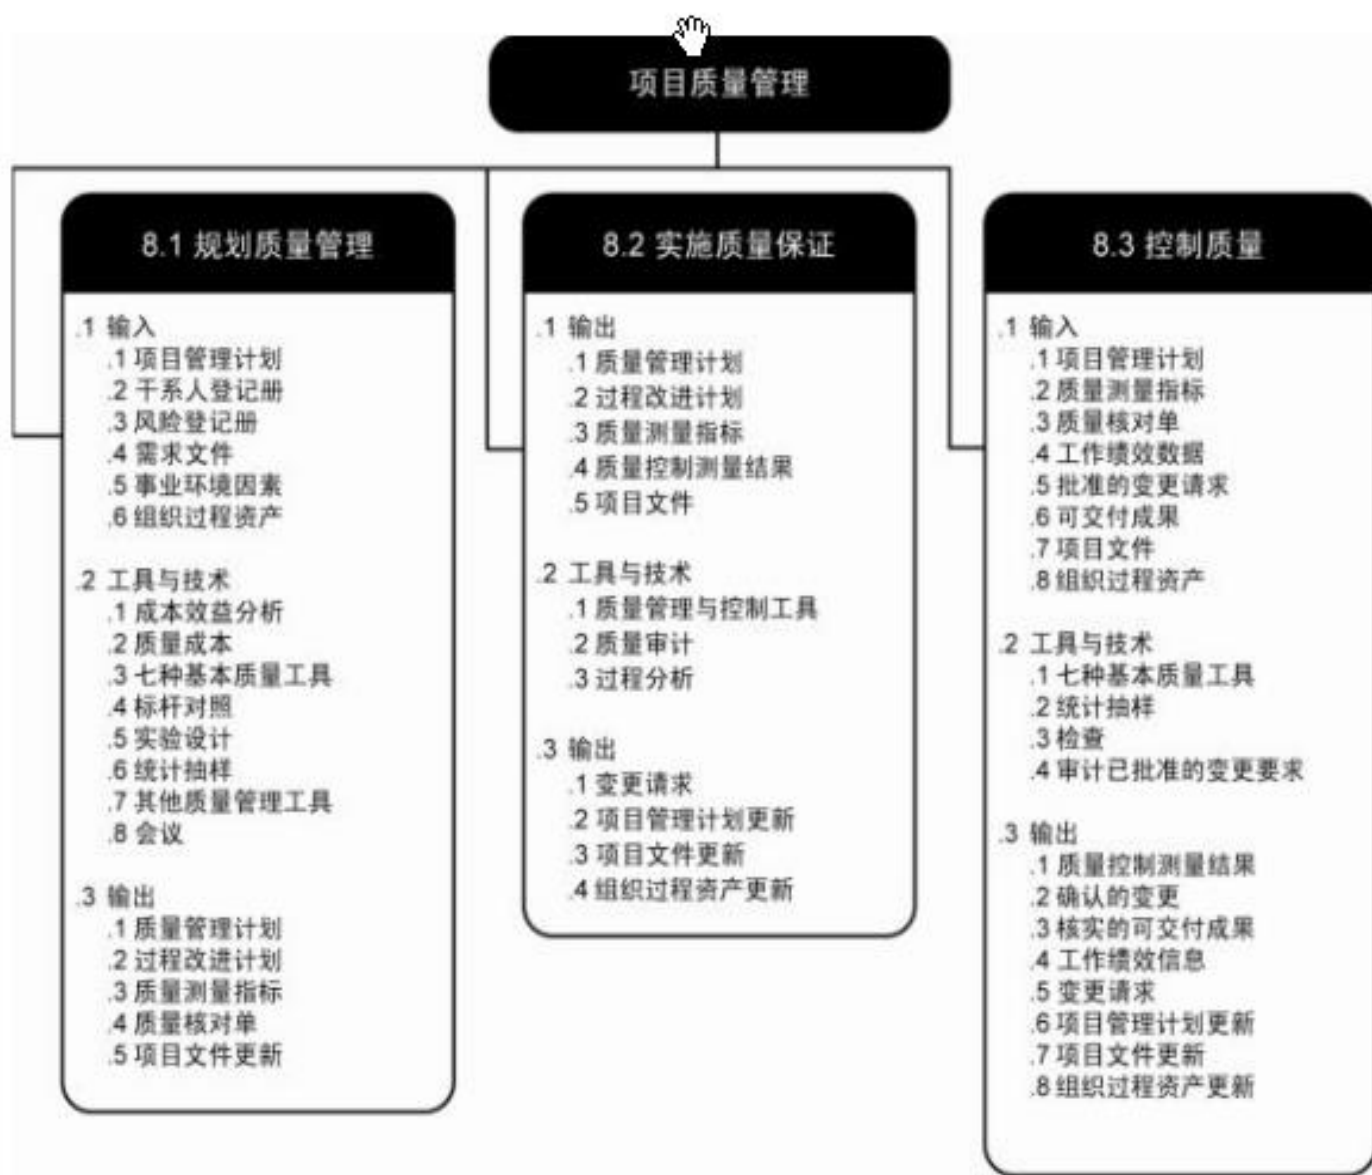 项目质量管理
8.1 规划质量管理
.1 输入
.1 项目管理计划
.2 干系人登记册
.3 风险登记册
.4 需求文件
.5 事业环境因素
.6 组织过程资产
.2 工具与技术
.1 成本效益分析
.2 质量成本
.3 七种基本质量工具
.4 标杆对照
.5 实验设计
.6 统计抽样
.7 其他质量管理工具
.8 会议
.3 输出
.1 质量管理计划
.2 过程改进计划
.3 质量测量指标
.4 质量核对单
.5 项目文件更新
8.2 实施质量保证
.1 输出
.1 质量管理计划
.2 过程改进计划
.3 质量测量指标
.4 质量控制测量结果
.5 项目文件
.2 工具与技术
.1 质量管理与控制工具
.2 质量审计
.3 过程分析
.3 输出
.1 变更请求
.2 项目管理计划更新
.3 项目文件更新
.4 组织过程资产更新
8.3 控制质量
.1 输入
.1 项目管理计划
.2 质量测量指标
.3 质量核对单
.4 工作绩效数据
.5 批准的变更请求
.6 可交付成果
.7 项目文件
.8 组织过程资产
.2 工具与技术
.1 七种基本质量工具
.2 统计抽样
.3 检查
.4 审计已批准的变更要求
.3 输出
.1 质量控制测量结果
.2 确认的变更
.3 核实的可交付成果
.4 工作绩效信息
.5 变更请求
.6 项目管理计划更新
.7 项目文件更新
.8 组织过程资产更新